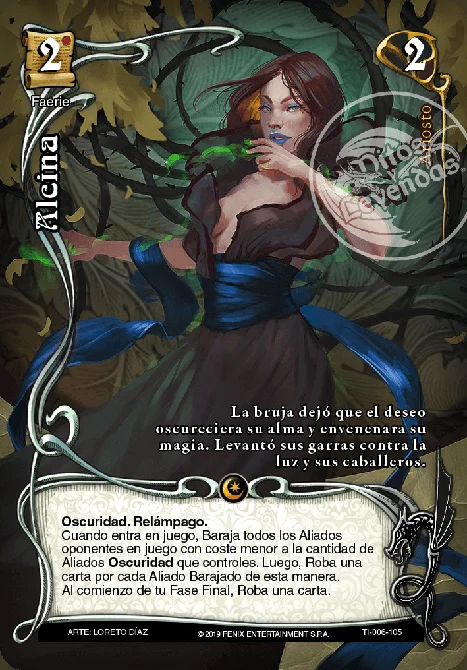 2
2
Faerie
Alcina
Mitos
y
Leyendas
La bruja dejó que el deseo
oscureciera su alma y envenenara su
magia. Levantó sus garras contra la
luz y sus caballeros.
Oscuridad. Relámpago.
Cuando entra en juego, Baraja todos los Aliados
oponentes en juego con coste menor a la cantidad de
Aliados Oscuridad que controles. Luego, Roba una
carta por cada Aliado Barajado de esta manera.
Al comienzo de tu Fase Final, Roba una carta.
ARTE: LORETO DÍAZ
© 2019 FENIX ENTERTAINMENT S.P.A.
TI-006-105